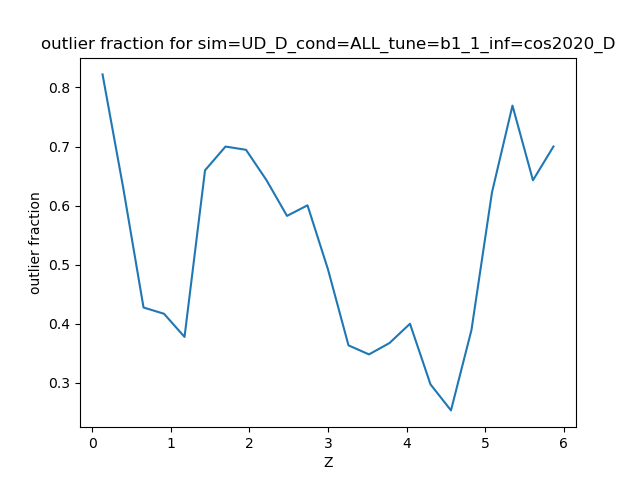 outlier fraction for sim=UD_D_cond=ALL_tune=b1_1_inf=cos2020_D
0.8
0.7
0.6
0.5
0.4
0.3
outlier fraction
0 1 2 3 4 5 6
Z